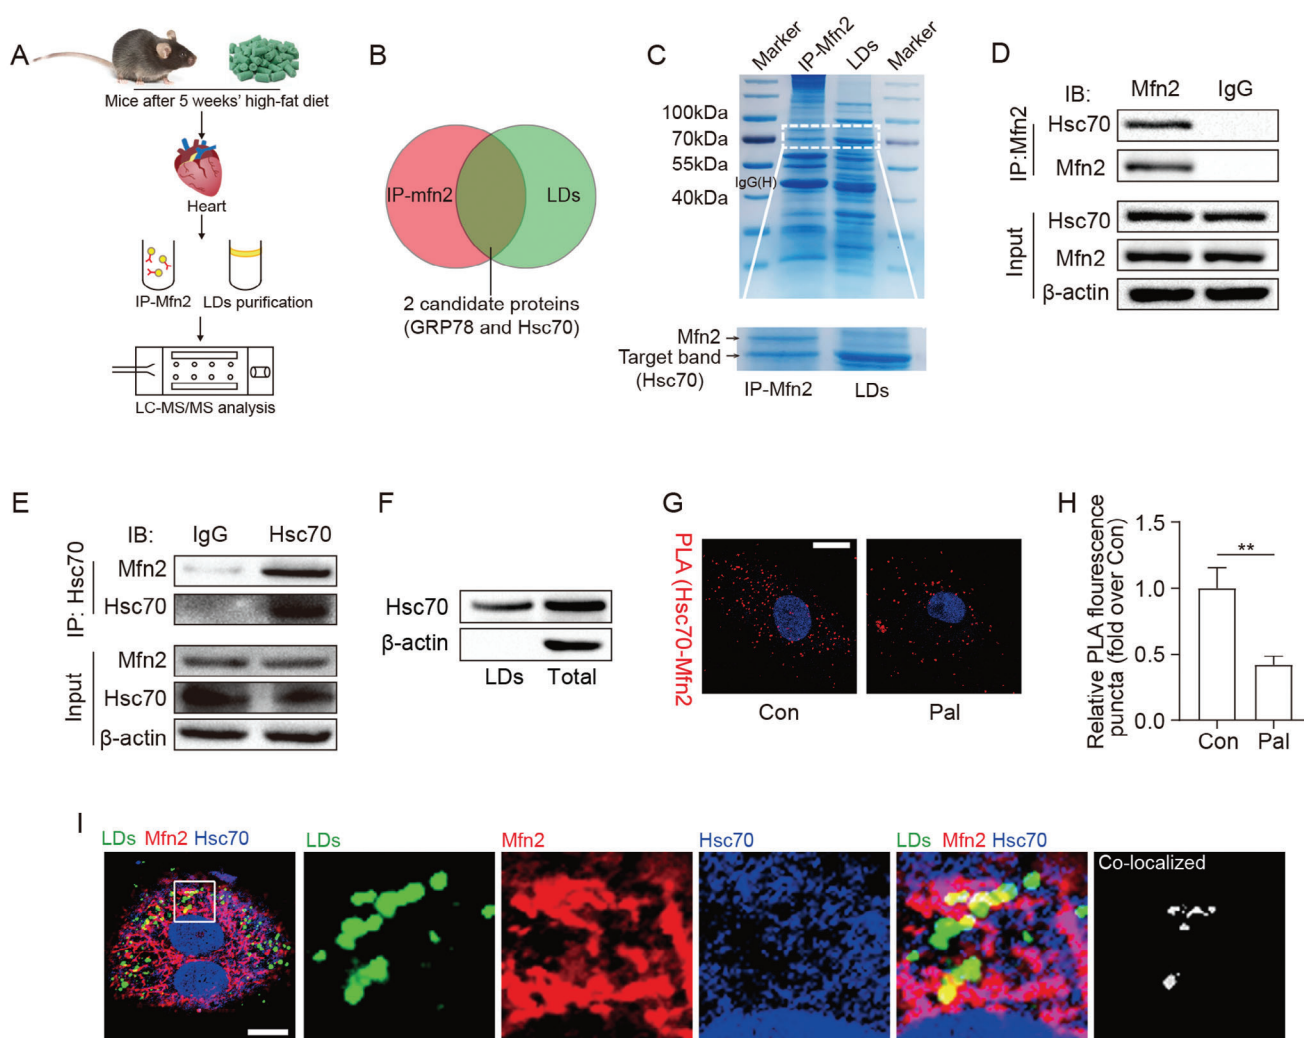 A
Mice after 5 weeks' high-fat diet
Heart
IP-Mfn2 LDs purification
LC-MS/MS analysis
B
IP-mfn2 LDs
2 candidate proteins
(GRP78 and Hsc70)
C
Marker IP-Mfn2 LDs Marker
100kDa
70kDa
55kDa
IgG(H)
40kDa
Mfn2
Target band
(Hsc70)
IP-Mfn2 LDs
D
IB: Mfn2 IgG
IP:Mfn2
Hsc70
Mfn2
Input
Hsc70
Mfn2
β-actin
E
IB: IgG Hsc70
IP: Hsc70
Mfn2
Hsc70
Input
Mfn2
Hsc70
β-actin
F
Hsc70
β-actin
LDs Total
G
PLA (Hsc70-Mfn2
Con Pal
H
Relative PLA flourescence
puncta (fold over Con)
1.5
1.0
0.5
0.0
**
Con Pal
I
LDs Mfn2 Hsc70
LDs
Mfn2
Hsc70
LDs Mfn2 Hsc70
Co-localized